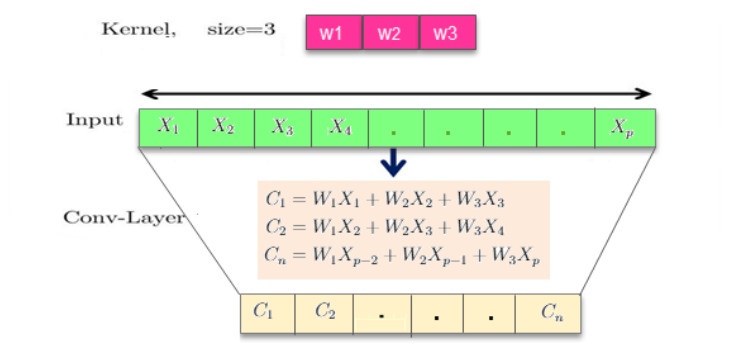 Kernel, size=3 w1 w2 w3
Input X₁ X₂ X₃ X₄ . . . . Xₚ
C₁ = W₁X₁ + W₂X₂ + W₃X₃
C₂ = W₁X₂ + W₂X₃ + W₃X₄
Conv-Layer
Cₙ = W₁Xₚ₋₂ + W₂Xₚ₋₁ + W₃Xₚ
C₁ C₂ . . . Cₙ